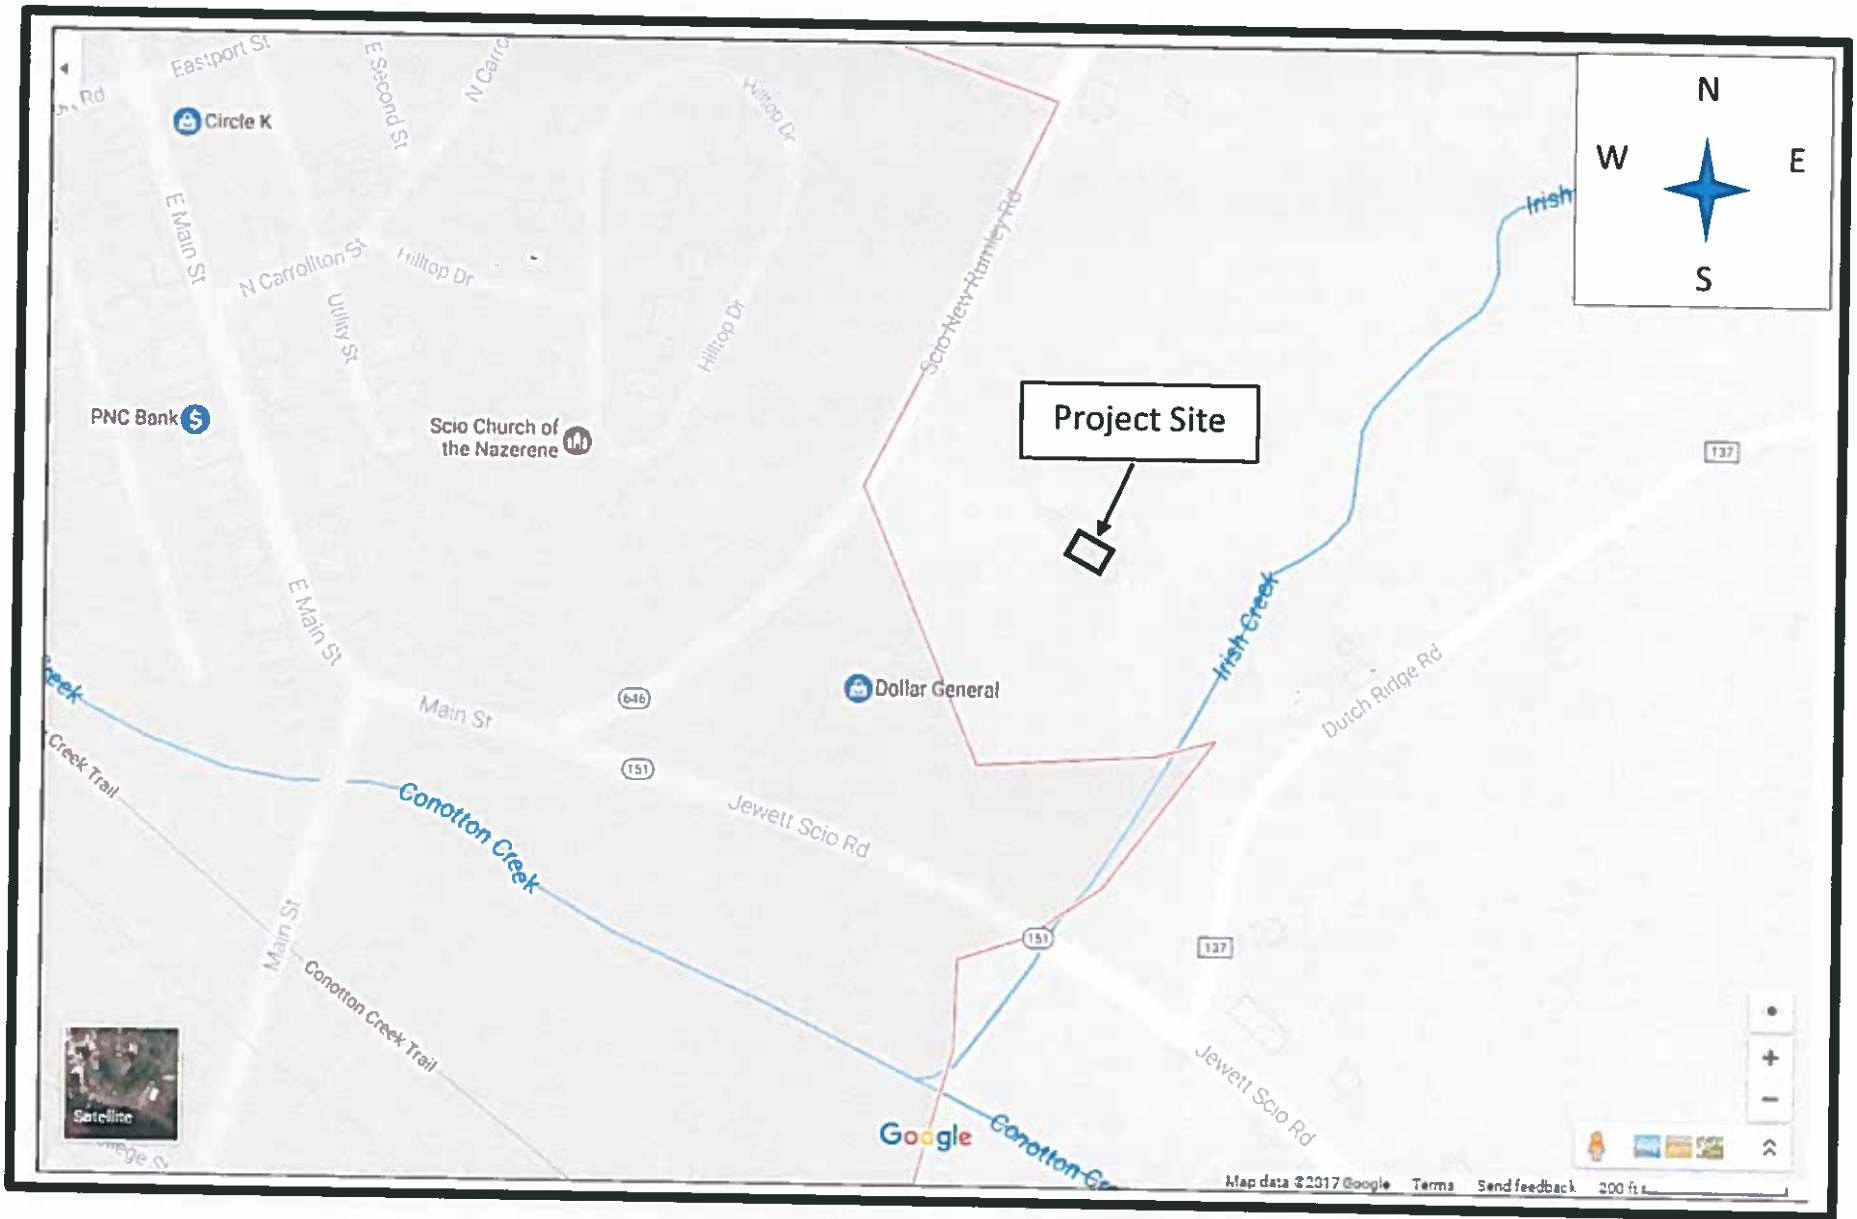 Eastport St
E Second St
N Carro
Rd
Circle K
Hilltop Dr
N
W
E
S
Irish
E Main St
N Carrollton St
Hilltop Dr
Scio New Rumley Rd
Utility St
Hilltop Dr
Project Site
PNC Bank
Scio Church of
the Nazerene
137
E Main St
Irish Creek
Creek
Dutch Ridge Rd
Dollar General
646
Main St
151
Creek Trail
Conotton Creek
Jewett Scio Rd
Main St
151
137
Conotton Creek Trail
Jewett Scio Rd
Satellite
Google
Conotton Cre
Map data ©2017 Google Terms Send feedback 200 ft